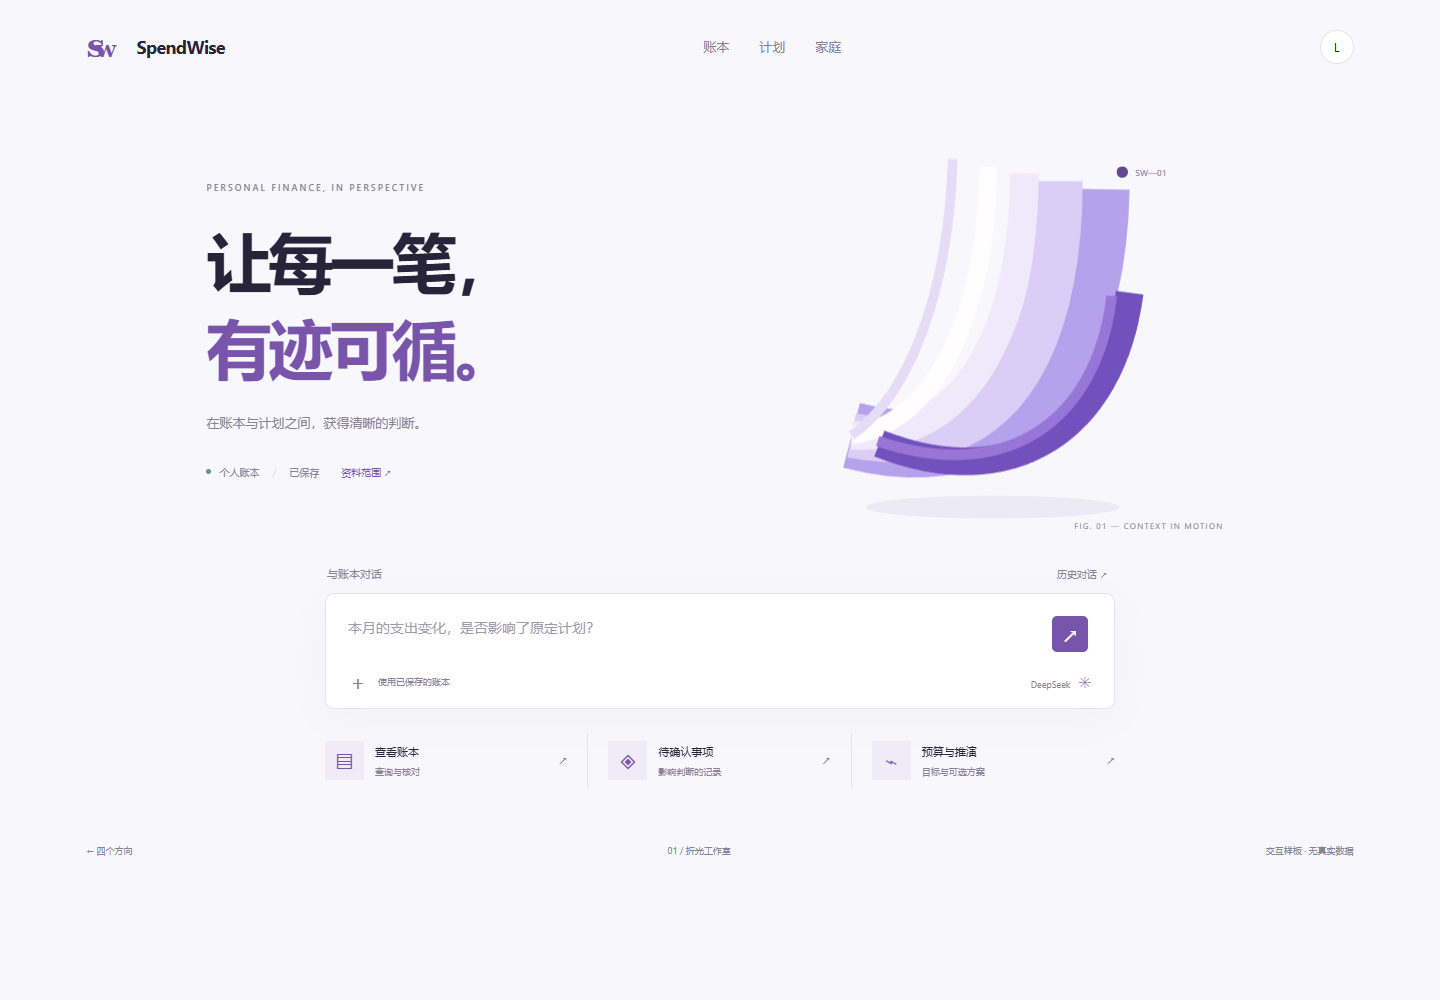 SW SpendWise
账本 计划 家庭
L
PERSONAL FINANCE, IN PERSPECTIVE
让每一笔，
有迹可循。
在账本与计划之间，获得清晰的判断。
个人账本 / 已保存 资料范围 ↗
SW—01
FIG. 01 — CONTEXT IN MOTION
与账本对话
历史对话 ↗
本月的支出变化，是否影响了原定计划？
+ 使用已保存的账本
DeepSeek
查看账本
查询与核对
待确认事项
影响判断的记录
预算与推演
目标与可选方案
← 四个方向
01 / 折光工作室
交互样板 · 无真实数据